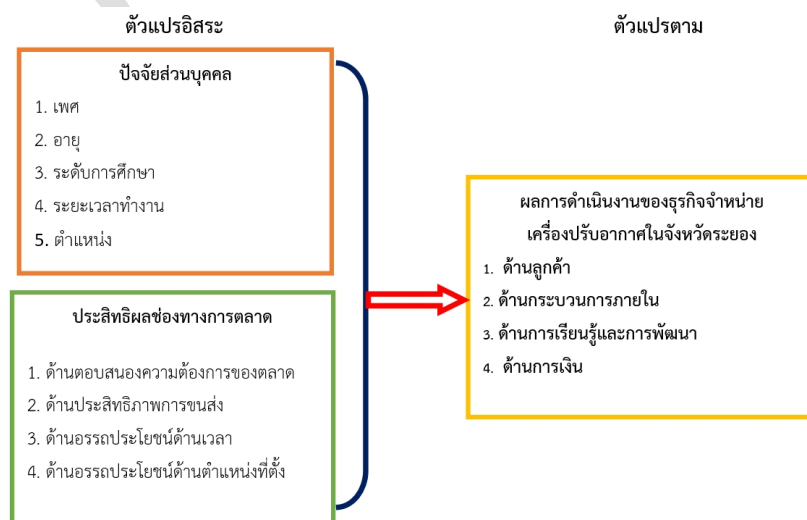 ตัวแปรอิสระ
ปัจจัยส่วนบุคคล
1. เพศ
2. อายุ
3. ระดับการศึกษา
4. ระยะเวลาทำงาน
5. ตำแหน่ง
ประสิทธิผลช่องทางการตลาด
1. ด้านตอบสนองความต้องการของตลาด
2. ด้านประสิทธิภาพการขนส่ง
3. ด้านอรรถประโยชน์ด้านเวลา
4. ด้านอรรถประโยชน์ด้านตำแหน่งที่ตั้ง
ตัวแปรตาม
ผลการดำเนินงานของธุรกิจจำหน่าย
เครื่องปรับอากาศในจังหวัดระยอง
1. ด้านลูกค้า
2. ด้านกระบวนการภายใน
3. ด้านการเรียนรู้และการพัฒนา
4. ด้านการเงิน